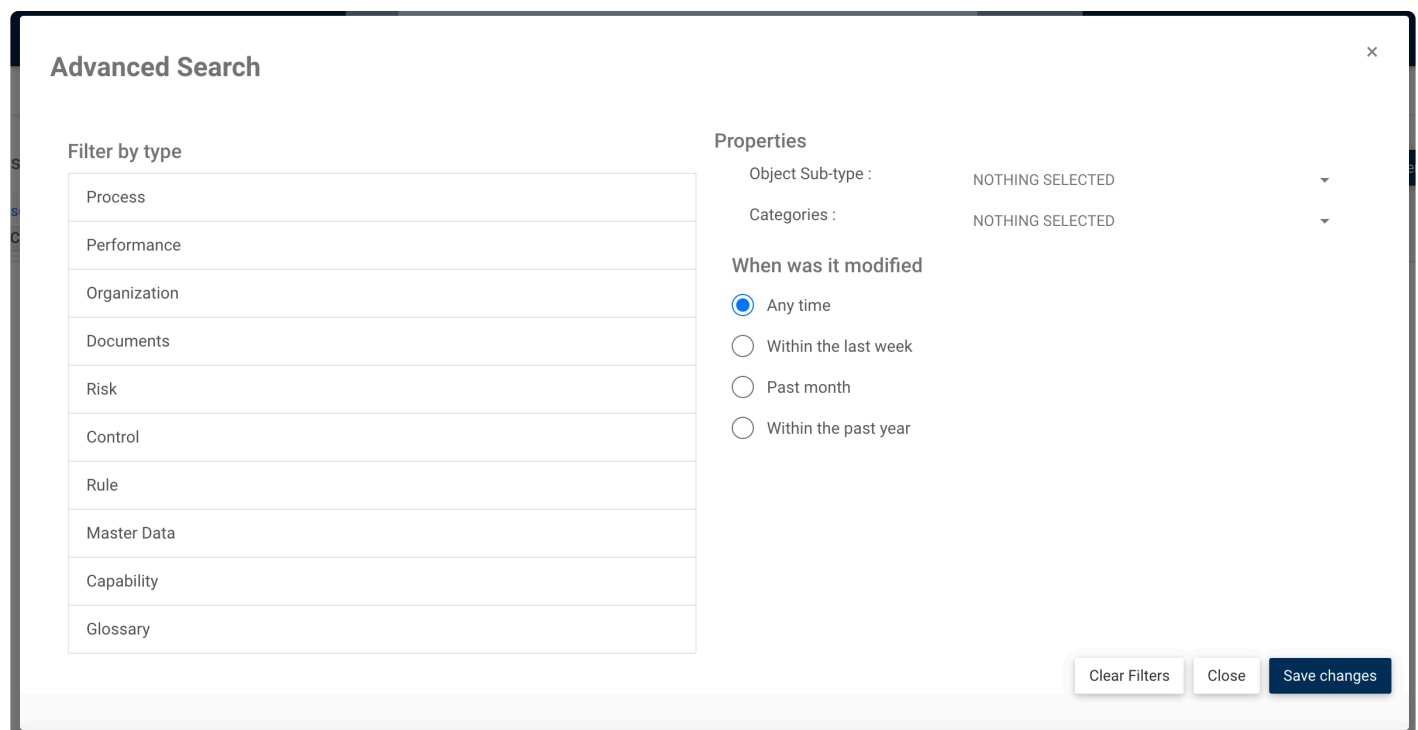 Advanced Search
×
Filter by type
Process
Performance
Organization
Documents
Risk
Control
Rule
Master Data
Capability
Glossary
Properties
Object Sub-type :
NOTHING SELECTED
Categories :
NOTHING SELECTED
When was it modified
Any time
Within the last week
Past month
Within the past year
Clear Filters
Close
Save changes